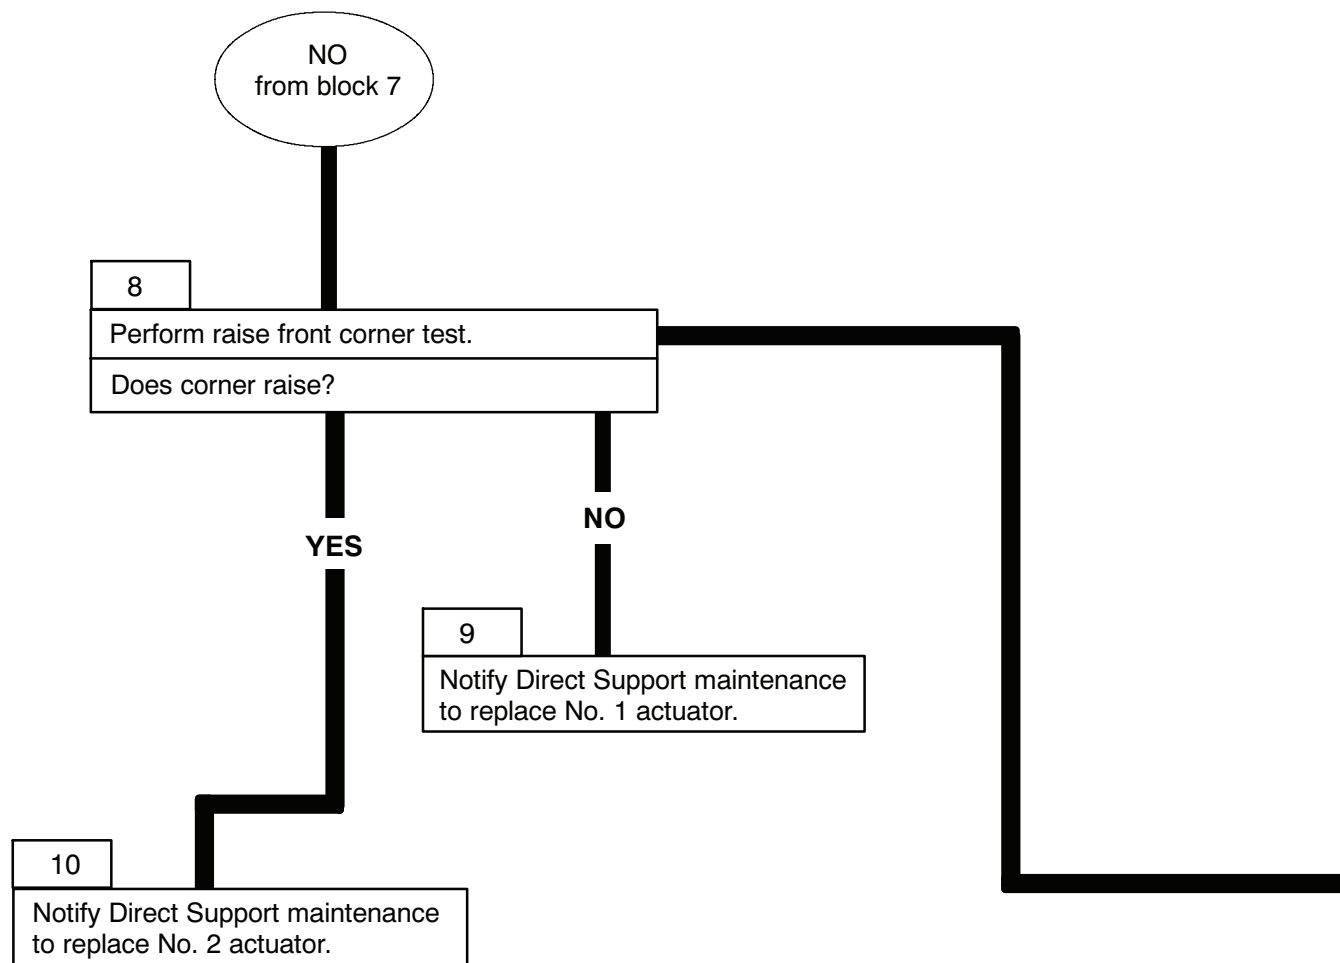 NO
from block 7
8
Perform raise front corner test.
Does corner raise?
YES
NO
9
Notify Direct Support maintenance
to replace No. 1 actuator.
10
Notify Direct Support maintenance
to replace No. 2 actuator.